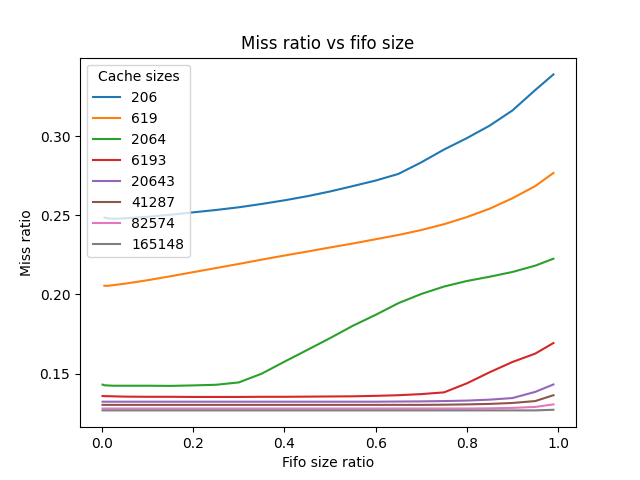 Miss ratio vs fifo size
Cache sizes
206
619
2064
6193
20643
41287
82574
165148
0.30
0.25
0.20
0.15
Miss ratio
0.0 0.2 0.4 0.6 0.8 1.0
Fifo size ratio